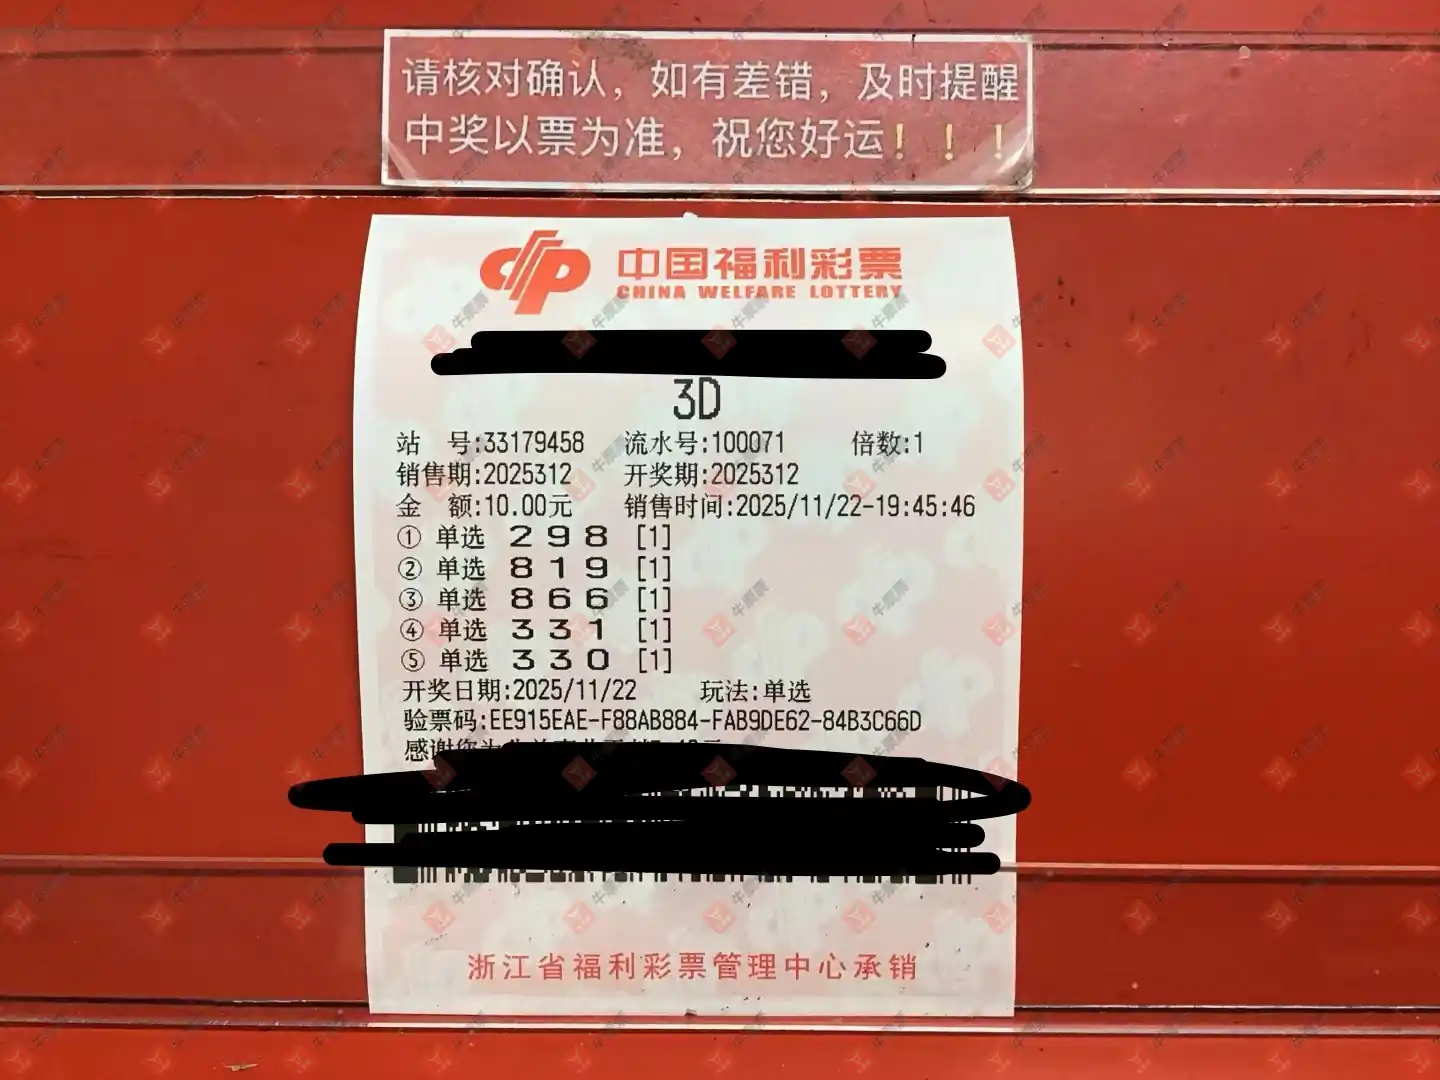 请核对确认，如有差错，及时提醒
中奖以票为准，祝您好运！！！
中国福利彩票
CHINA WELFARE LOTTERY
3D
站 号:33179458 流水号:100071 倍数:1
销售期:2025312 开奖期:2025312
金 额:10.00元 销售时间:2025/11/22-19:45:46
① 单选 2 9 8 [1]
② 单选 8 1 9 [1]
③ 单选 8 6 6 [1]
④ 单选 3 3 1 [1]
⑤ 单选 3 3 0 [1]
开奖日期:2025/11/22 玩法:单选
验票码:EE915EAE-F88AB884-FAB9DE62-84B3C66D
感谢您为
浙江省福利彩票管理中心承销
牛票票